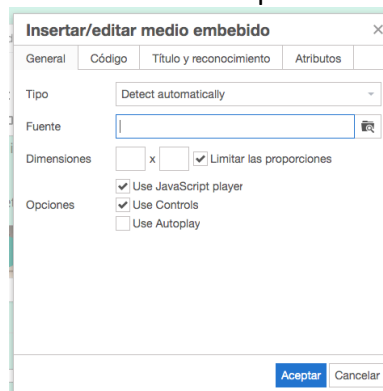 Insertar/editar medio embebido ×
General Código Título y reconocimiento Atributos
Tipo Detect automatically
Fuente
Dimensiones x Limitar las proporciones
Use JavaScript player
Opciones Use Controls
Use Autoplay
Aceptar Cancelar